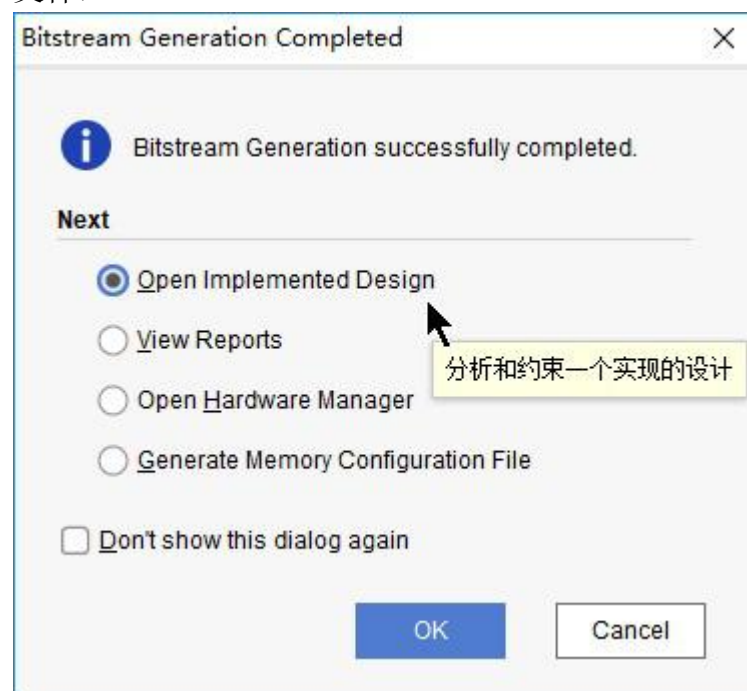 Bitstream Generation Completed
Bitstream Generation successfully completed.
Next
Open Implemented Design
View Reports
分析和约束一个实现的设计
Open Hardware Manager
Generate Memory Configuration File
Don't show this dialog again
OK
Cancel